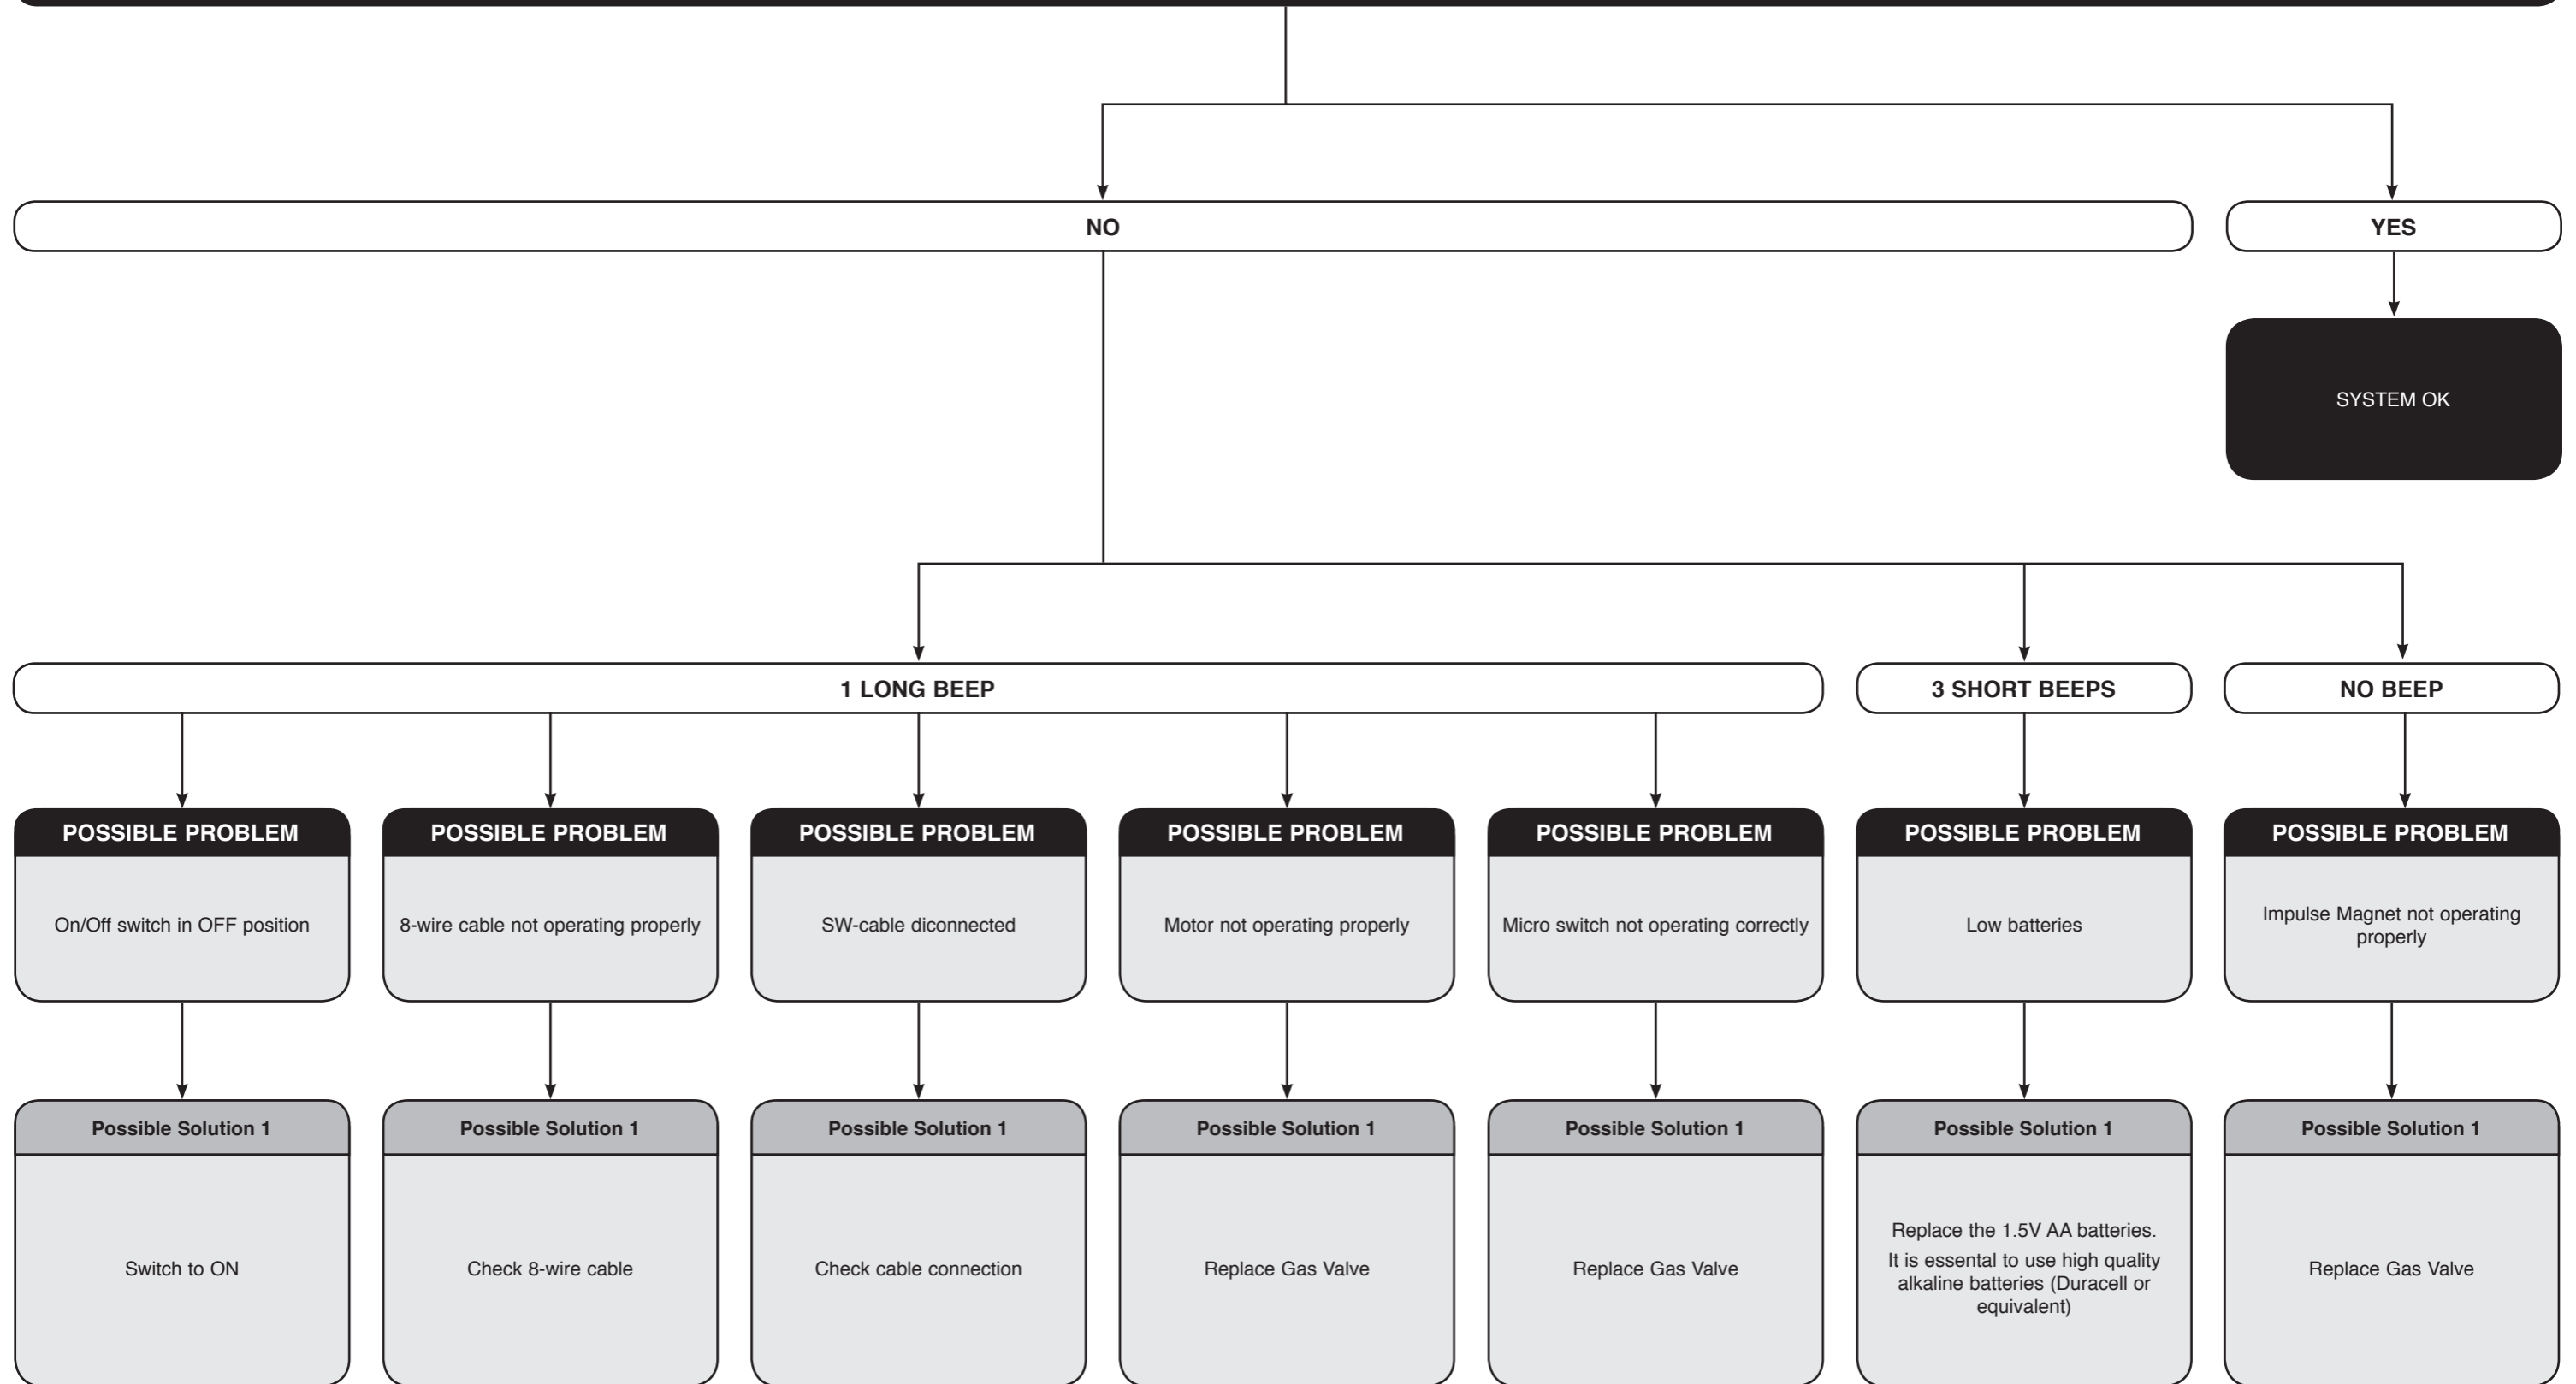 NO
YES
SYSTEM OK
1 LONG BEEP
3 SHORT BEEPS
NO BEEP
POSSIBLE PROBLEM
On/Off switch in OFF position
POSSIBLE PROBLEM
8-wire cable not operating properly
POSSIBLE PROBLEM
SW-cable diconnected
POSSIBLE PROBLEM
Motor not operating properly
POSSIBLE PROBLEM
Micro switch not operating correctly
POSSIBLE PROBLEM
Low batteries
POSSIBLE PROBLEM
Impulse Magnet not operating
properly
Possible Solution 1
Switch to ON
Possible Solution 1
Check 8-wire cable
Possible Solution 1
Check cable connection
Possible Solution 1
Replace Gas Valve
Possible Solution 1
Replace Gas Valve
Possible Solution 1
Replace the 1.5V AA batteries.
It is essental to use high quality
alkaline batteries (Duracell or
equivalent)
Possible Solution 1
Replace Gas Valve